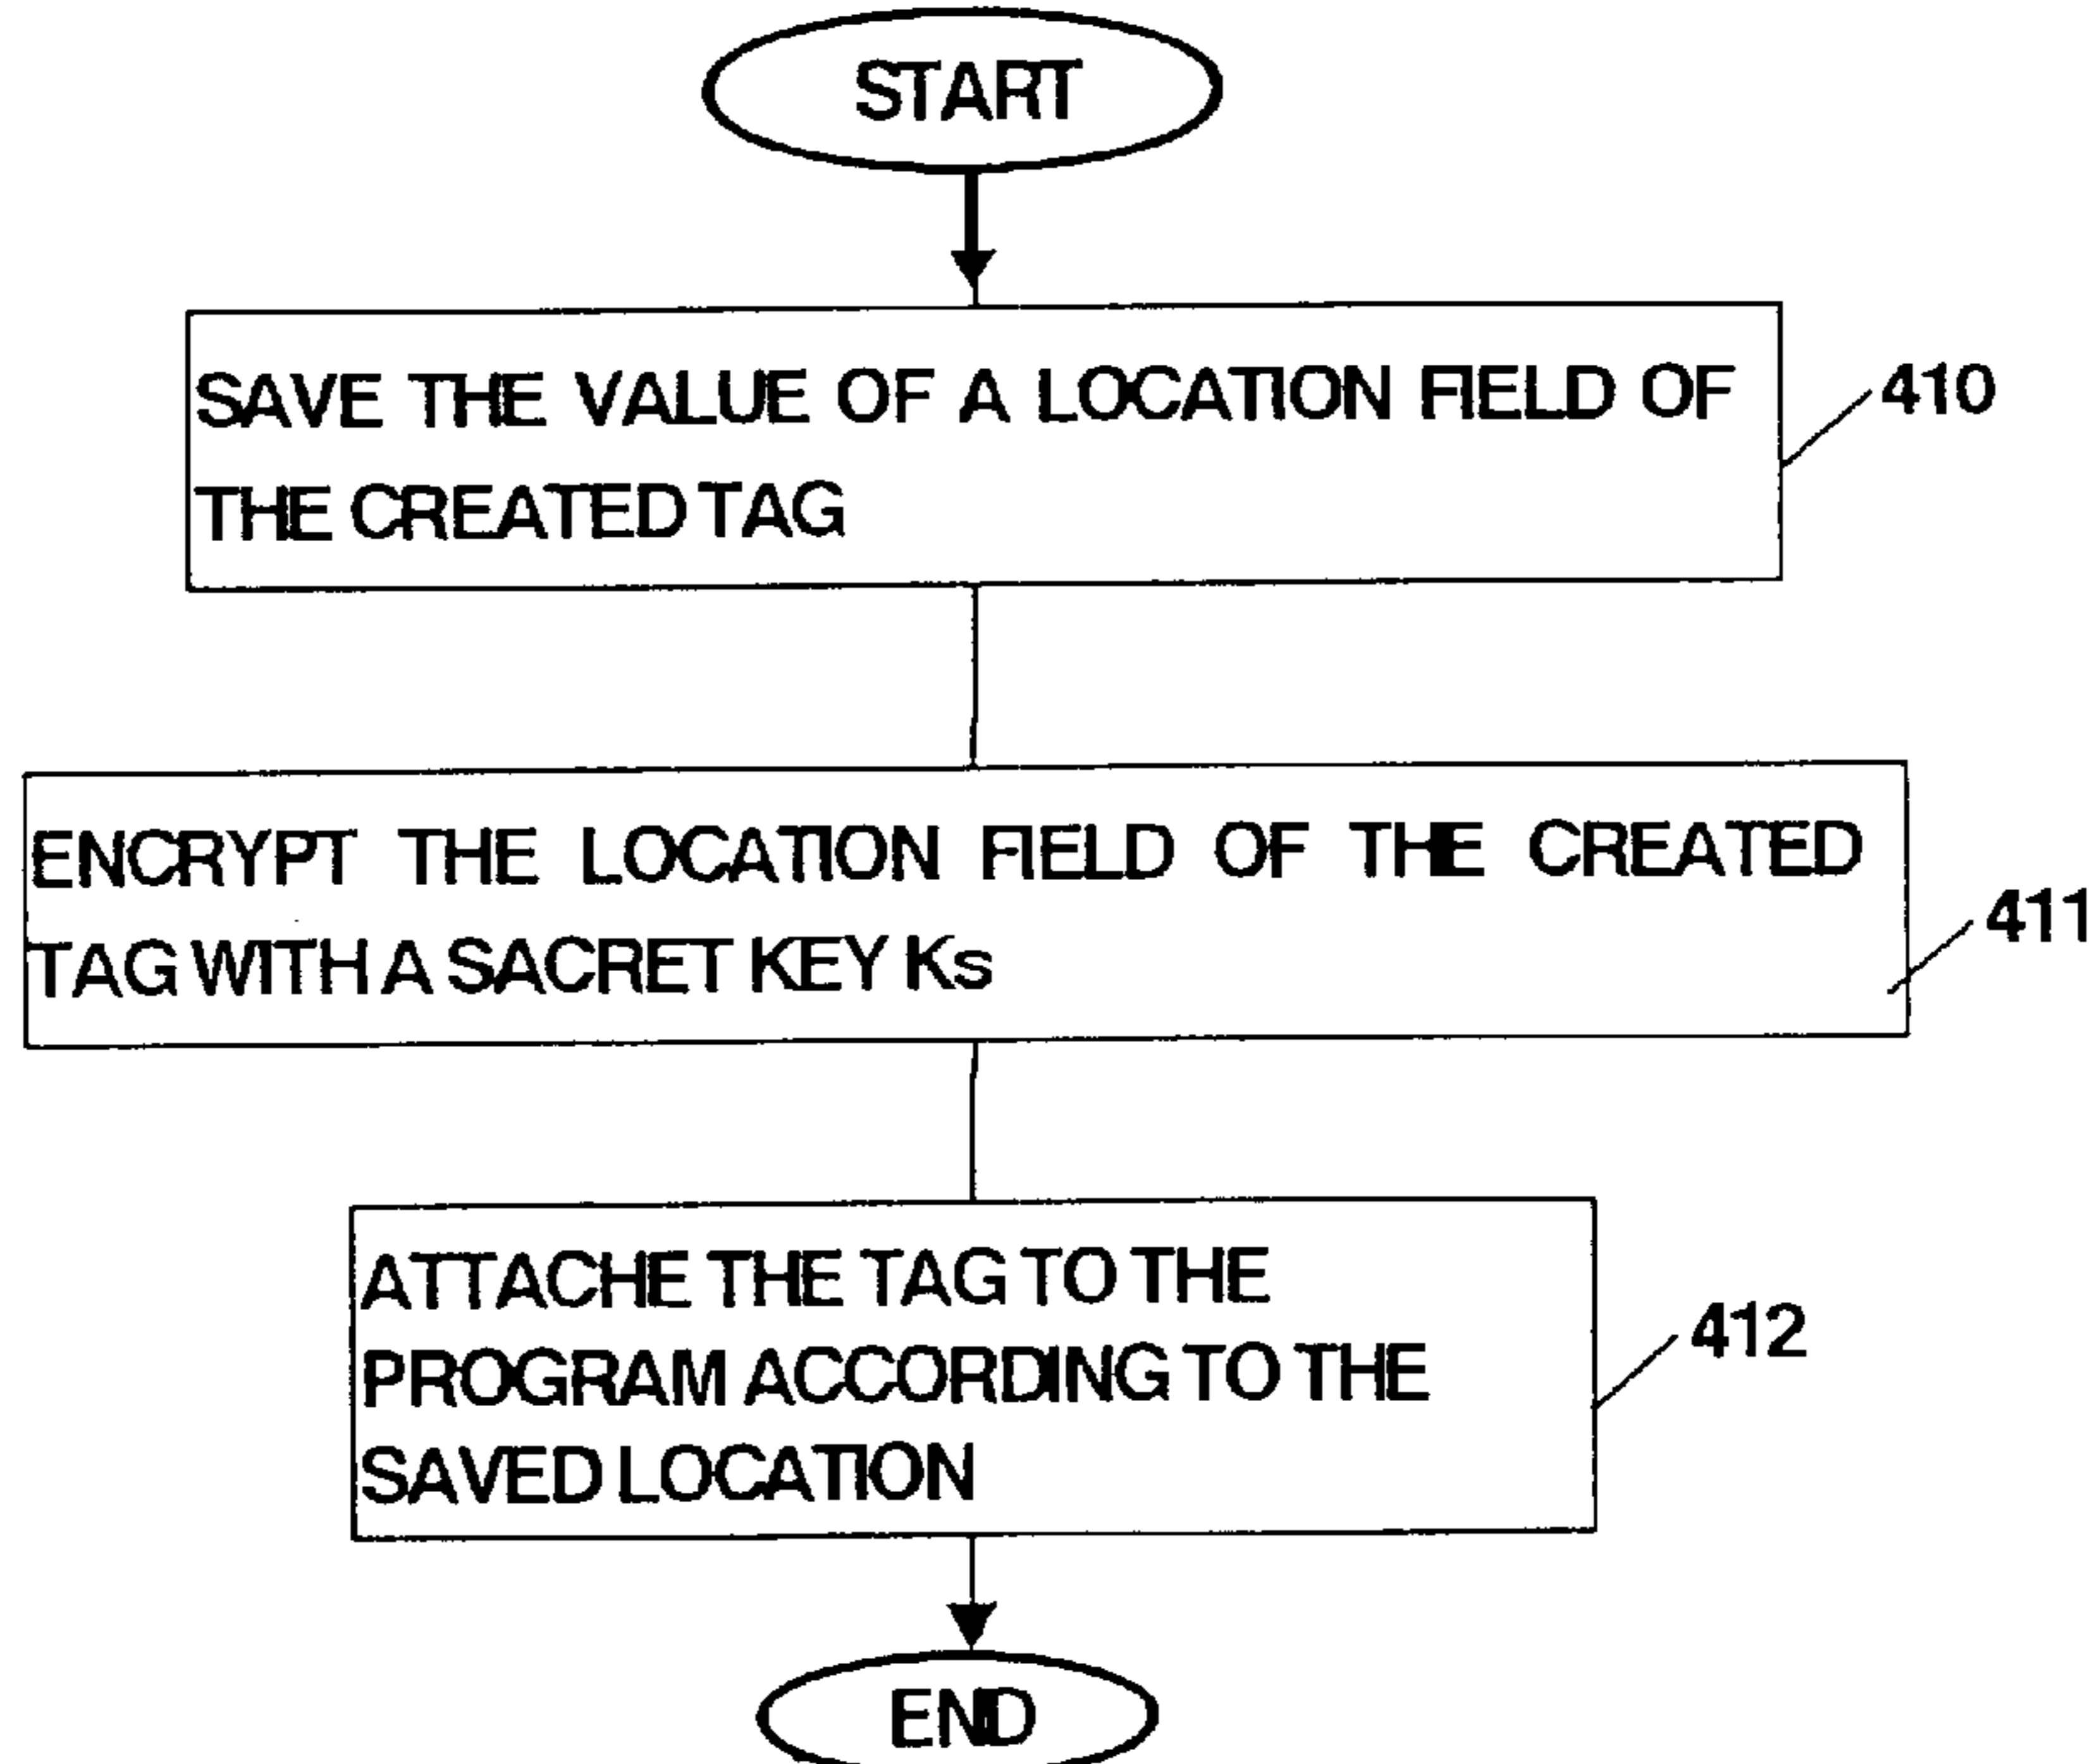 START
SAVE THE VALUE OF A LOCATION FIELD OF
THE CREATED TAG
410
ENCRYPT THE LOCATION FIELD OF THE CREATED
TAG WITH A SACRET KEY Ks
411
ATTACHE THE TAG TO THE
PROGRAM ACCORDING TO THE
SAVED LOCATION
412
END